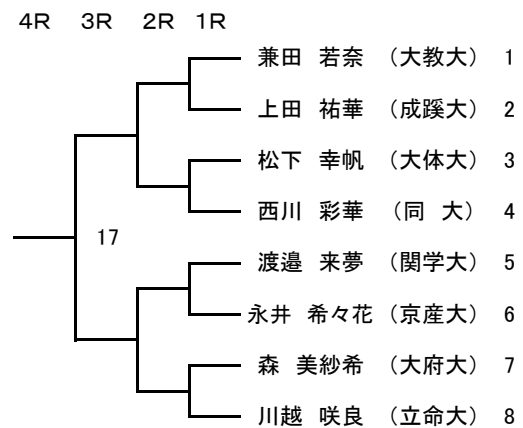 ４Ｒ　３Ｒ　２Ｒ　１Ｒ
兼田　若奈　（大教大）　1
上田　祐華　（成蹊大）　2
松下　幸帆　（大体大）　3
西川　彩華　（同　大）　4
17
渡邉　来夢　（関学大）　5
永井　希々花　（京産大）　6
森　美紗希　（大府大）　7
川越　咲良　（立命大）　8